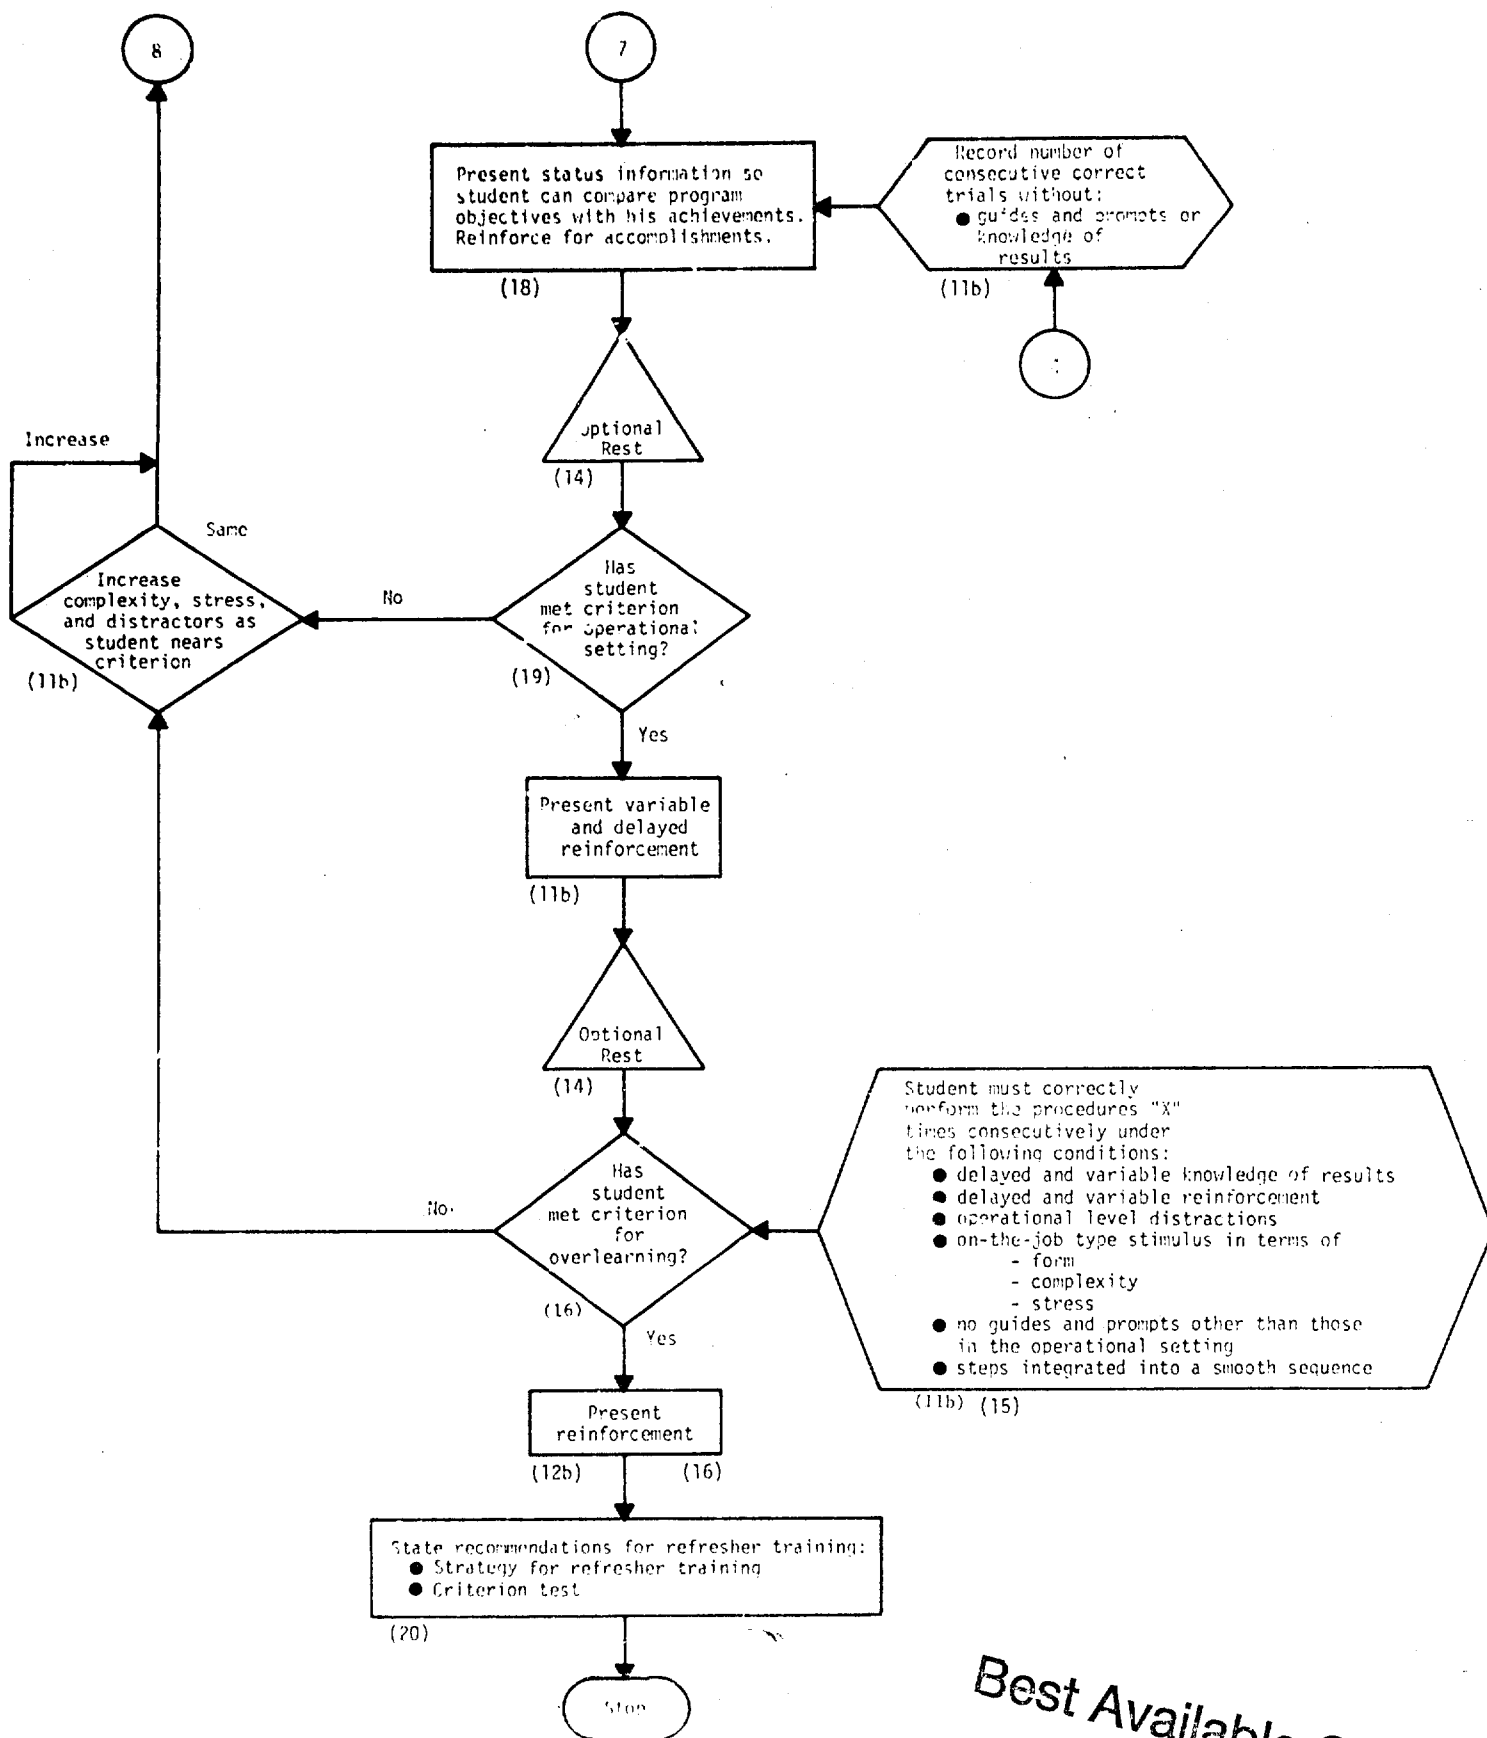 8
7
Present status information so
student can compare program
objectives with his achievements.
Reinforce for accomplishments.
(18)
Record number of
consecutive correct
trials without:
● guides and prompts or
knowledge of
results
(11b)
Optional
Rest
(14)
Increase
Same
Increase
complexity, stress,
and distractors as
student nears
criterion
(11b)
No
Has
student
met criterion
for operational
setting?
(19)
Yes
Present variable
and delayed
reinforcement
(11b)
Optional
Rest
(14)
No
Has
student
met criterion
for
overlearning?
(16)
Yes
Student must correctly
perform the procedures "X"
times consecutively under
the following conditions:
● delayed and variable knowledge of results
● delayed and variable reinforcement
● operational level distractions
● on-the-job type stimulus in terms of
- form
- complexity
- stress
● no guides and prompts other than those
in the operational setting
● steps integrated into a smooth sequence
(11b) (15)
Present
reinforcement
(12b) (16)
State recommendations for refresher training:
● Strategy for refresher training
● Criterion test
(20)
Stop
Best Available